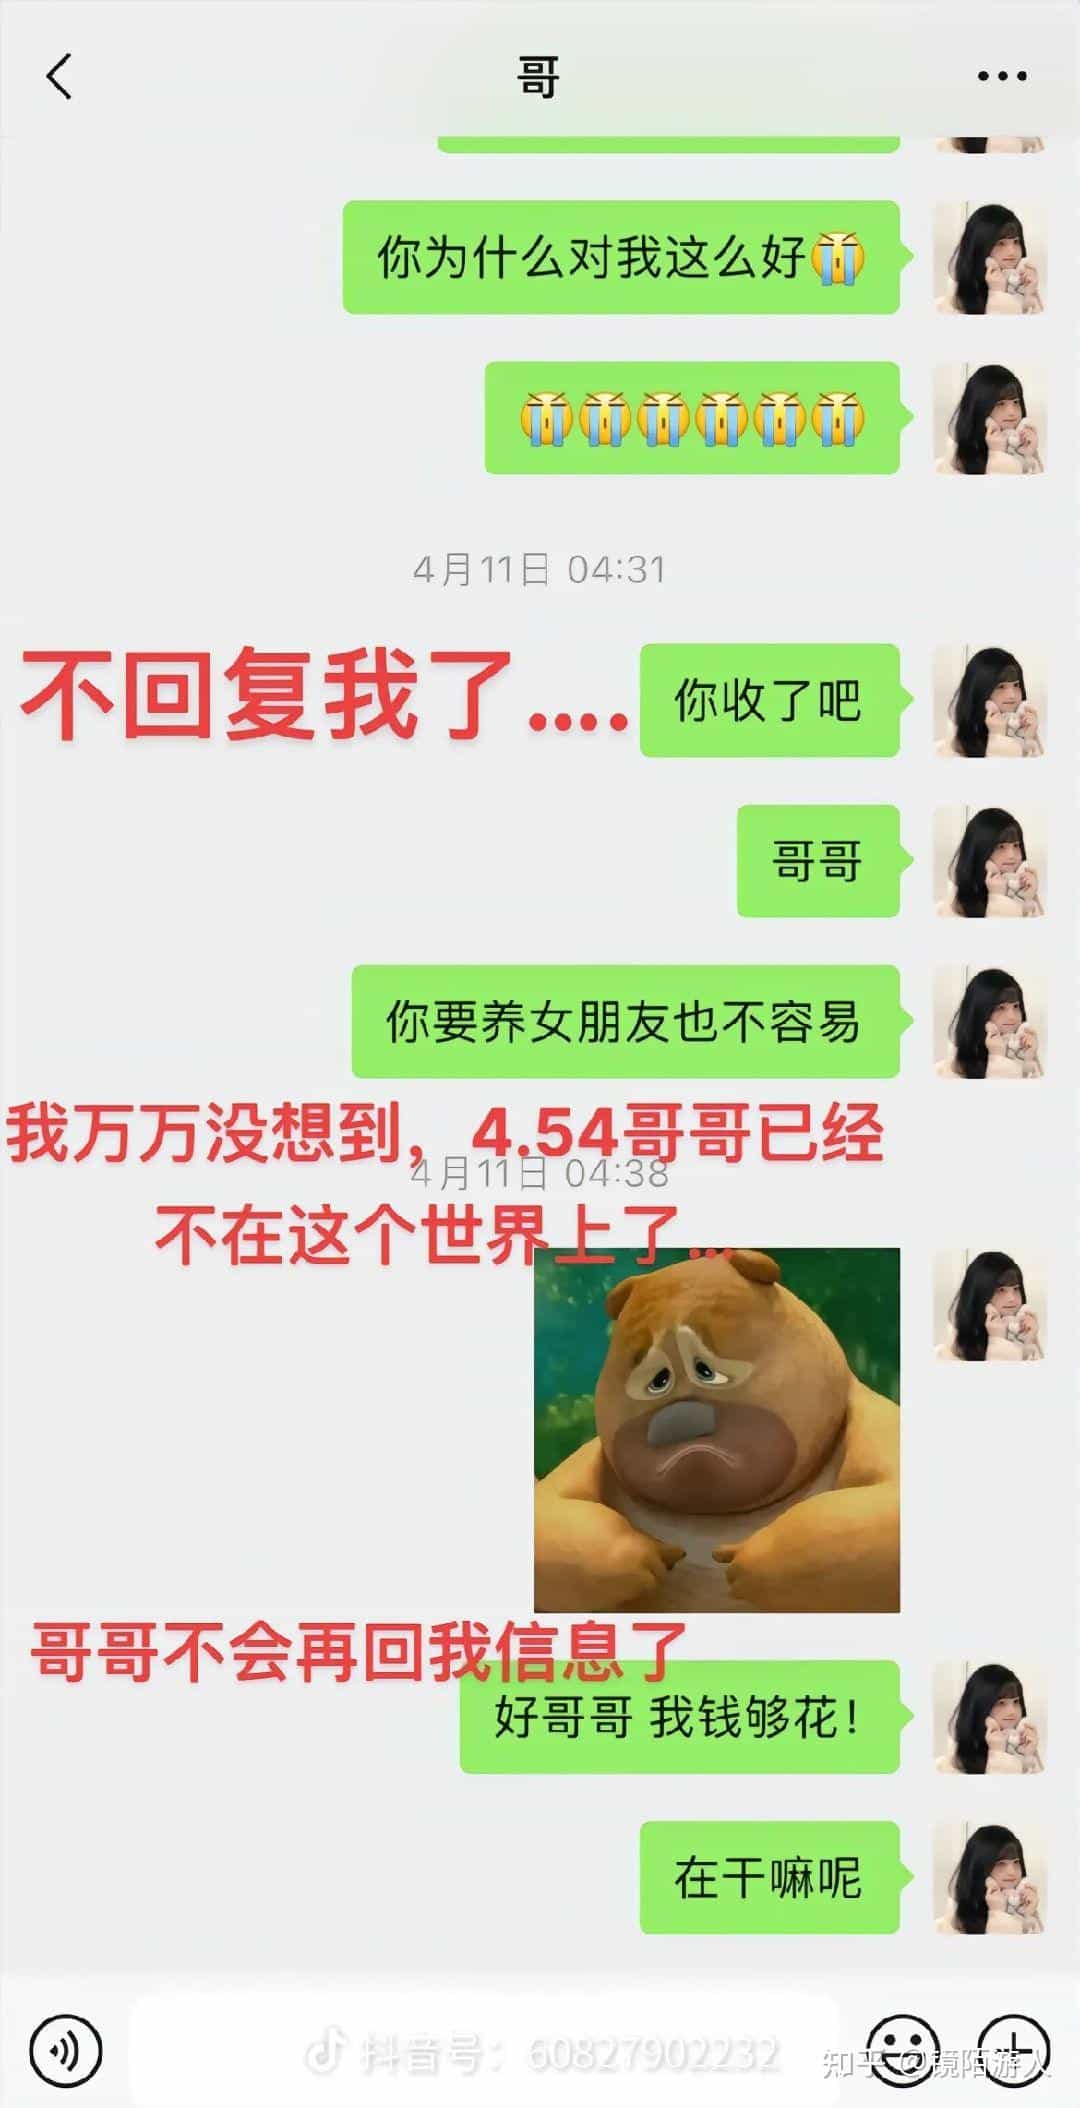 哥
你为什么对我这么好😭
😭😭😭😭😭😭
4月11日 04:31
不回复我了....
你收了吧
哥哥
你要养女朋友也不容易
我万万没想到，4.54哥哥已经
4月11日 04:38
不在这个世界上了...
哥哥不会再回我信息了
好哥哥 我钱够花！
在干嘛呢
抖音号：60827902232
知乎 @镜陌游人